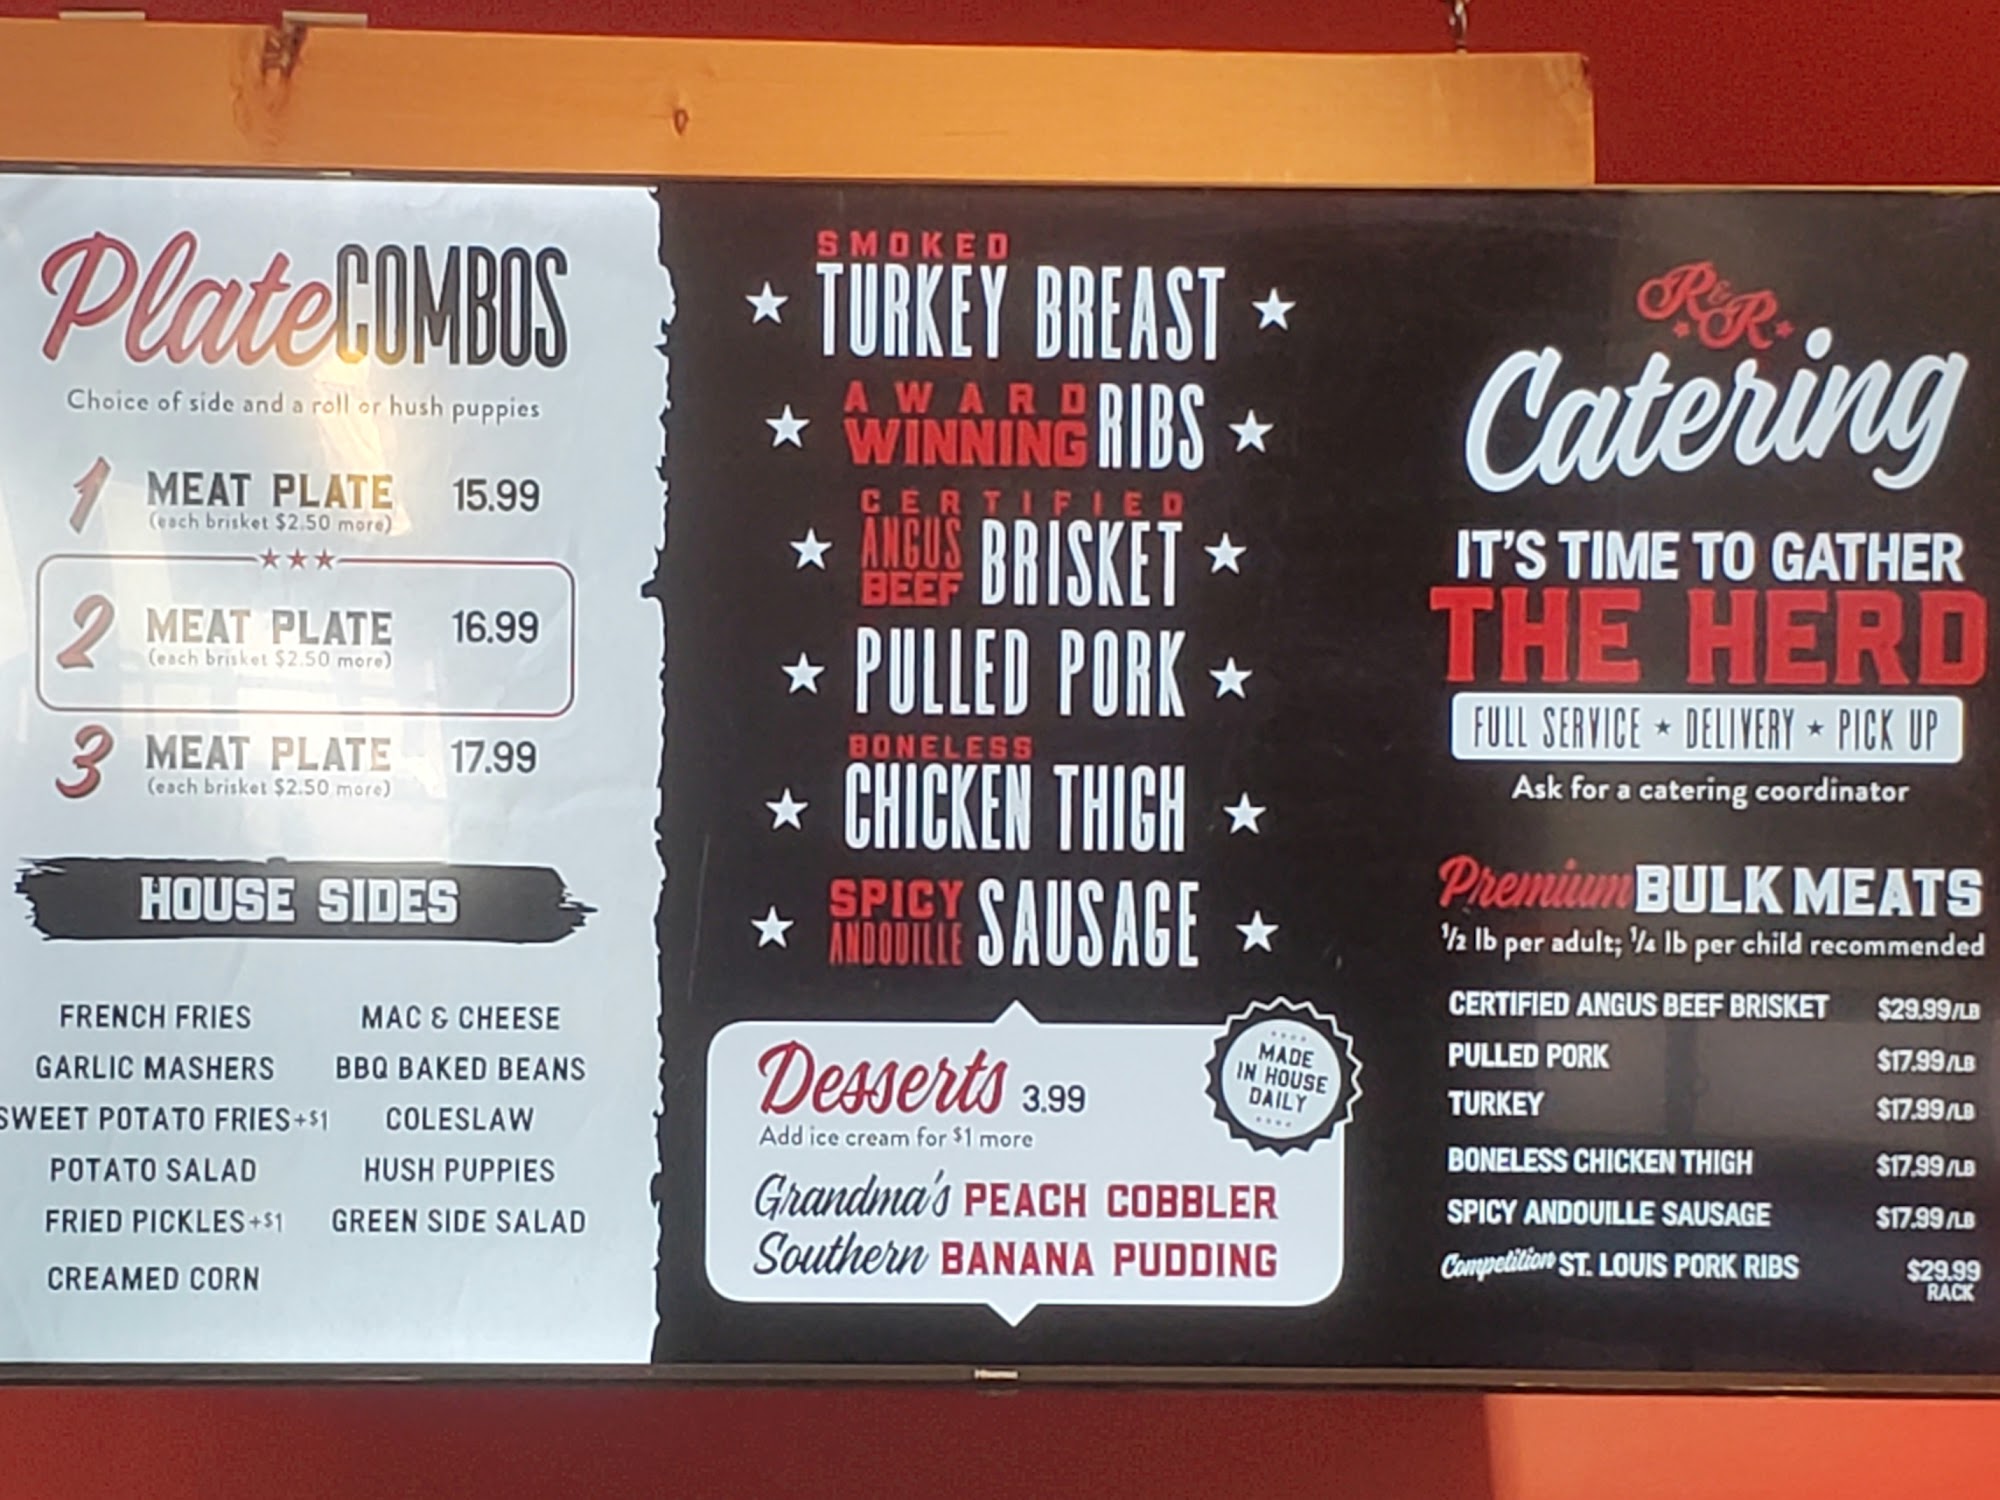 Plate COMBOS
Choice of side and a roll or hush puppies
1 MEAT PLATE 15.99
(each brisket $2.50 more)
2 MEAT PLATE 16.99
(each brisket $2.50 more)
3 MEAT PLATE 17.99
(each brisket $2.50 more)
HOUSE SIDES
FRENCH FRIES
GARLIC MASHERS
SWEET POTATO FRIES +$1
POTATO SALAD
FRIED PICKLES +$1
CREAMED CORN
MAC & CHEESE
BBQ BAKED BEANS
COLESLAW
HUSH PUPPIES
GREEN SIDE SALAD
SMOKED
TURKEY BREAST
AWARD
WINNING RIBS
CERTIFIED
ANGUS
BEEF BRISKET
PULLED PORK
BONELESS
CHICKEN THIGH
SPICY
ANDOUILLE SAUSAGE
Desserts 3.99
Add ice cream for $1 more
MADE
IN HOUSE
DAILY
Grandma's PEACH COBBLER
Southern BANANA PUDDING
R&R
Catering
IT'S TIME TO GATHER
THE HERD
FULL SERVICE ★ DELIVERY ★ PICK UP
Ask for a catering coordinator
Premium BULK MEATS
1/2 lb per adult; 1/4 lb per child recommended
CERTIFIED ANGUS BEEF BRISKET $29.99/LB
PULLED PORK $17.99/LB
TURKEY $17.99/LB
BONELESS CHICKEN THIGH $17.99/LB
SPICY ANDOUILLE SAUSAGE $17.99/LB
Competition ST. LOUIS PORK RIBS $29.99
RACK
Hisense